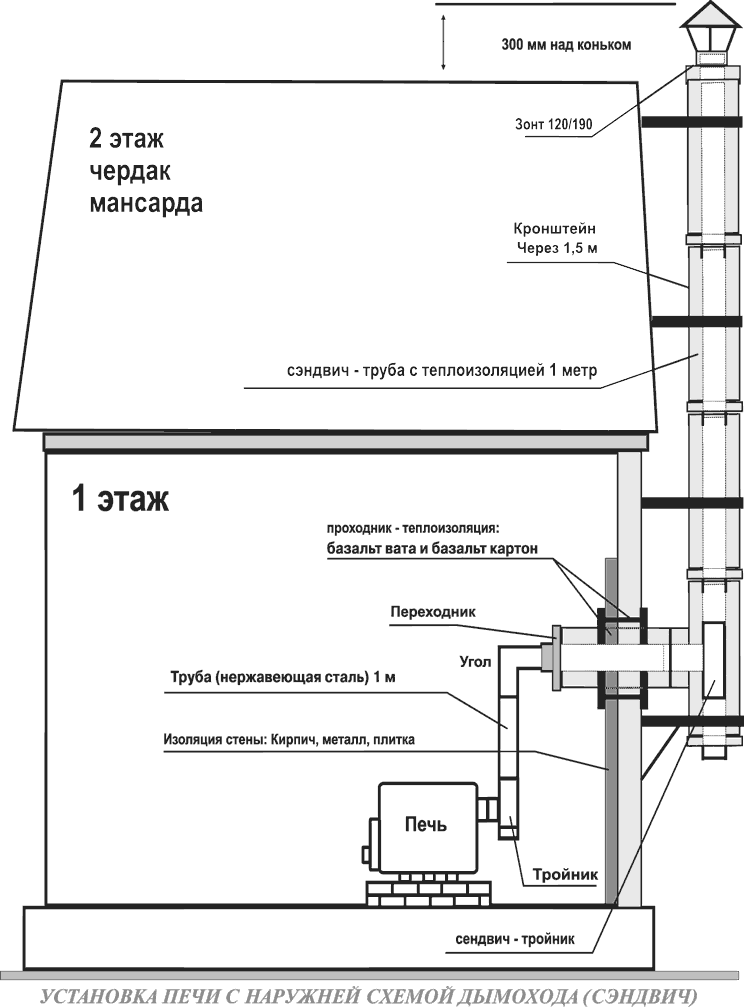 300 мм над коньком
Зонт 120/190
2 этаж
чердак
мансарда
Кронштейн
Через 1,5 м
сэндвич - труба с теплоизоляцией 1 метр
1 этаж
проходник - теплоизоляция:
базальт вата и базальт картон
Переходник
Угол
Труба (нержавеющая сталь) 1 м
Изоляция стены: Кирпич, металл, плитка
Печь
Тройник
сендвич - тройник
УСТАНОВКА ПЕЧИ С НАРУЖНЕЙ СХЕМОЙ ДЫМОХОДА (СЭНДВИЧ)